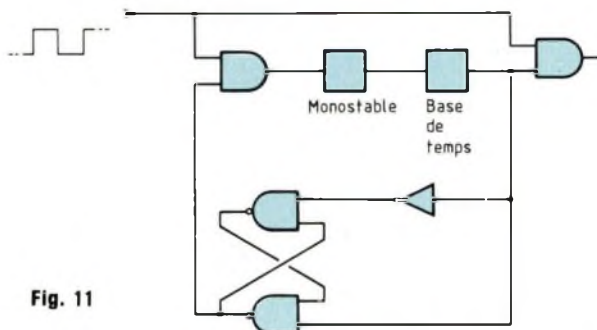 Monostable
Base
de
temps
Fig. 11